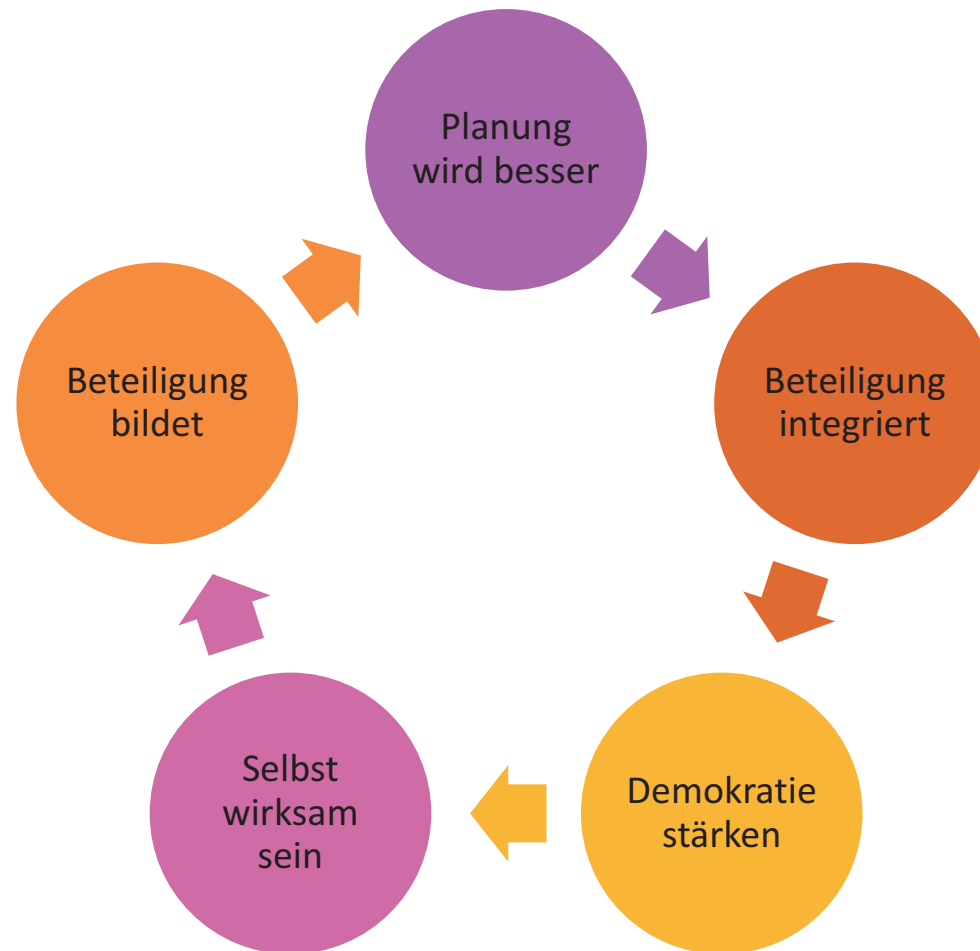 Planung
wird besser
Beteiligung
integriert
Demokratie
stärken
Selbst
wirksam
sein
Beteiligung
bildet